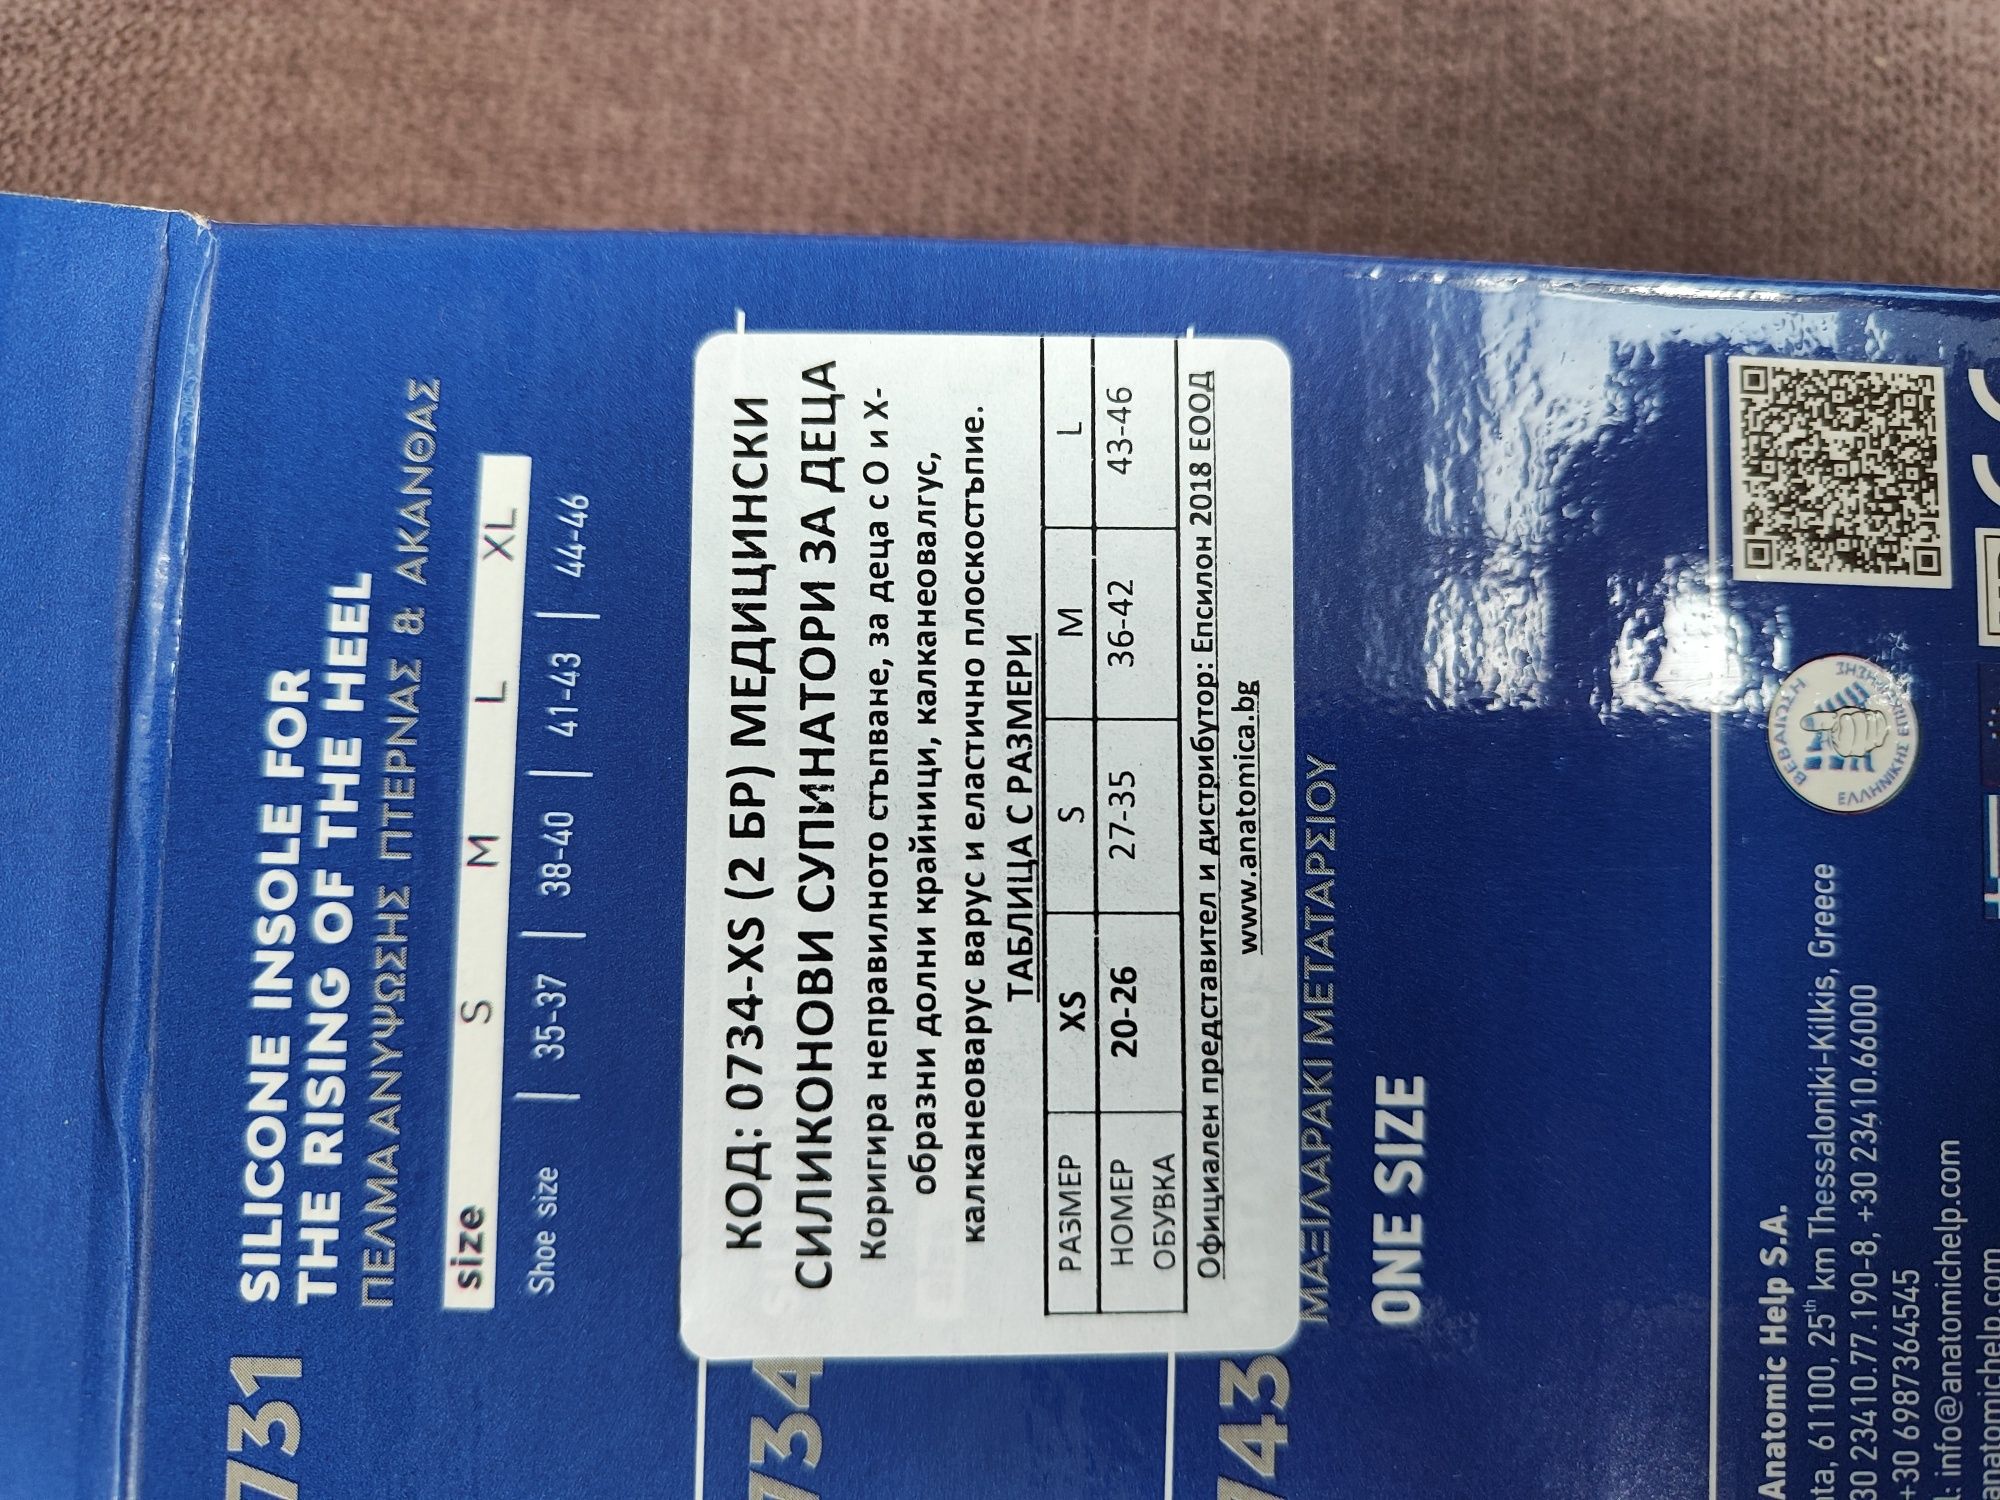 731
SILICONE INSOLE FOR
THE RISING OF THE HEEL
ΠΕΛΜΑ ΑΝΥΨΩΣΗΣ ΠΤΕΡΝΑΣ & ΑΚΑΝΘΑΣ
size S M L XL
Shoe size | 35-37 | 38-40 | 41-43 | 44-46
734
КОД: 0734-XS (2 БР) МЕДИЦИНСКИ
СИЛИКОНОВИ СУПИНАТОРИ ЗА ДЕЦА
Коригира неправилното стъпване, за деца с О и Х-
образни долни крайници, калканеовалгус,
калканеоварус варус и еластично плоскостъпие.
ТАБЛИЦА С РАЗМЕРИ
РАЗМЕР XS S M L
НОМЕР 20-26 27-35 36-42 43-46
ОБУВКА
Официален представител и дистрибутор: Епсилон 2018 ЕООД
www.anatomica.bg
743
ΜΑΞΙΛΑΡΑΚΙ ΜΕΤΑΤΑΡΣΙΟΥ
ONE SIZE
Anatomic Help S.A.
61100, 25th km Thessaloniki-Kilkis, Greece
30 23410.77.190-8, +30 23410.66000
+30 6987364545
info@anatomichelp.com
anatomichelp.com
ΒΕΒΑΙΩΣΗ
ΕΛΛΗΝΙΚΗΣ